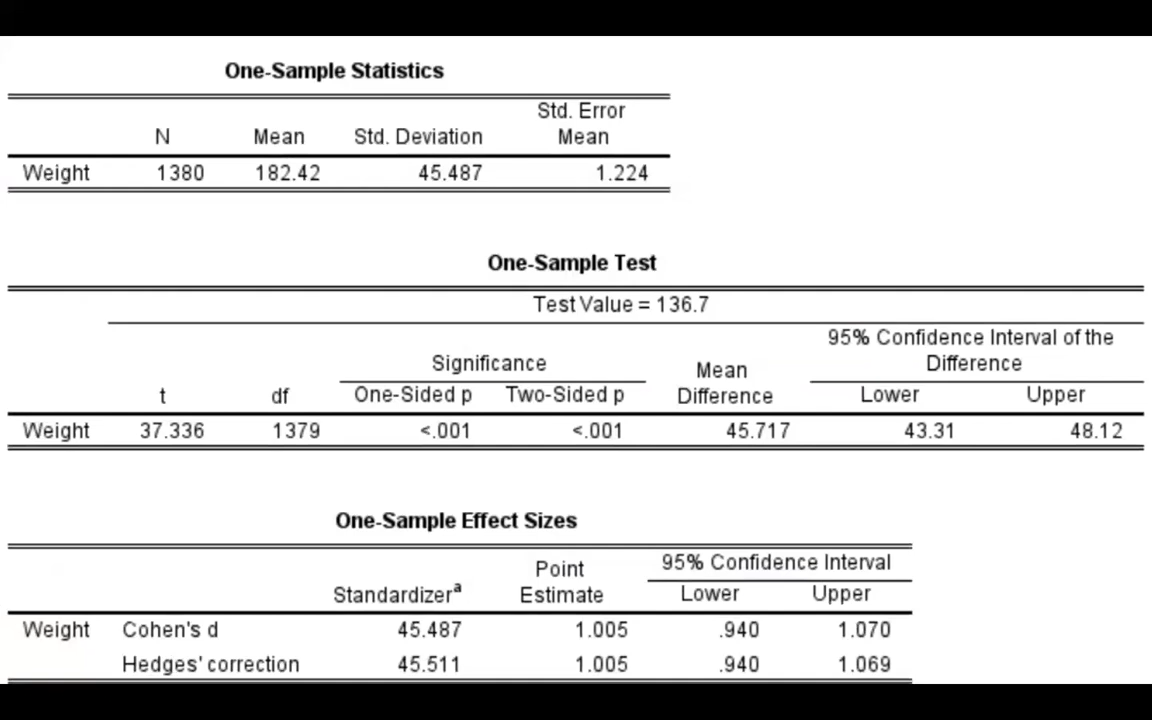 One-Sample Statistics
N Mean Std. Deviation Std. Error Mean
Weight 1380 182.42 45.487 1.224
One-Sample Test
Test Value = 136.7
t df Significance Mean Difference 95% Confidence Interval of the Difference
One-Sided p Two-Sided p Lower Upper
Weight 37.336 1379 <.001 <.001 45.717 43.31 48.12
One-Sample Effect Sizes
Standardizerᵃ Point Estimate 95% Confidence Interval
Lower Upper
Weight Cohen's d 45.487 1.005 .940 1.070
Hedges' correction 45.511 1.005 .940 1.069